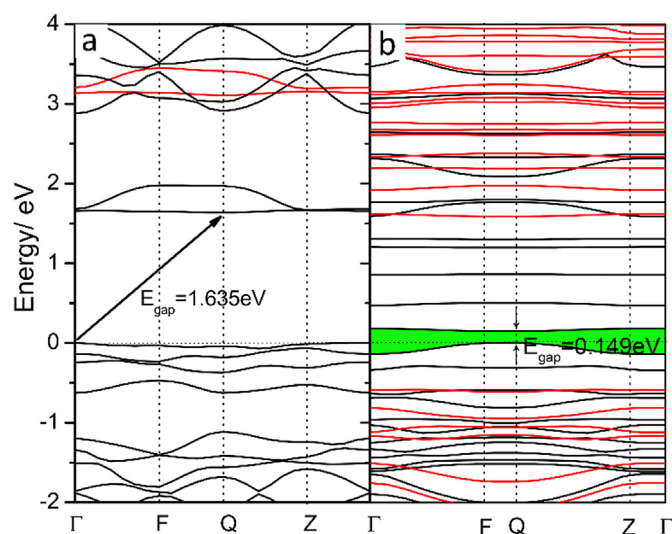 a
b
Energy/ eV
4
3
2
1
0
-1
-2
E_gap=1.635eV
E_gap=0.149eV
Γ F Q Z Γ
Γ F Q Z Γ